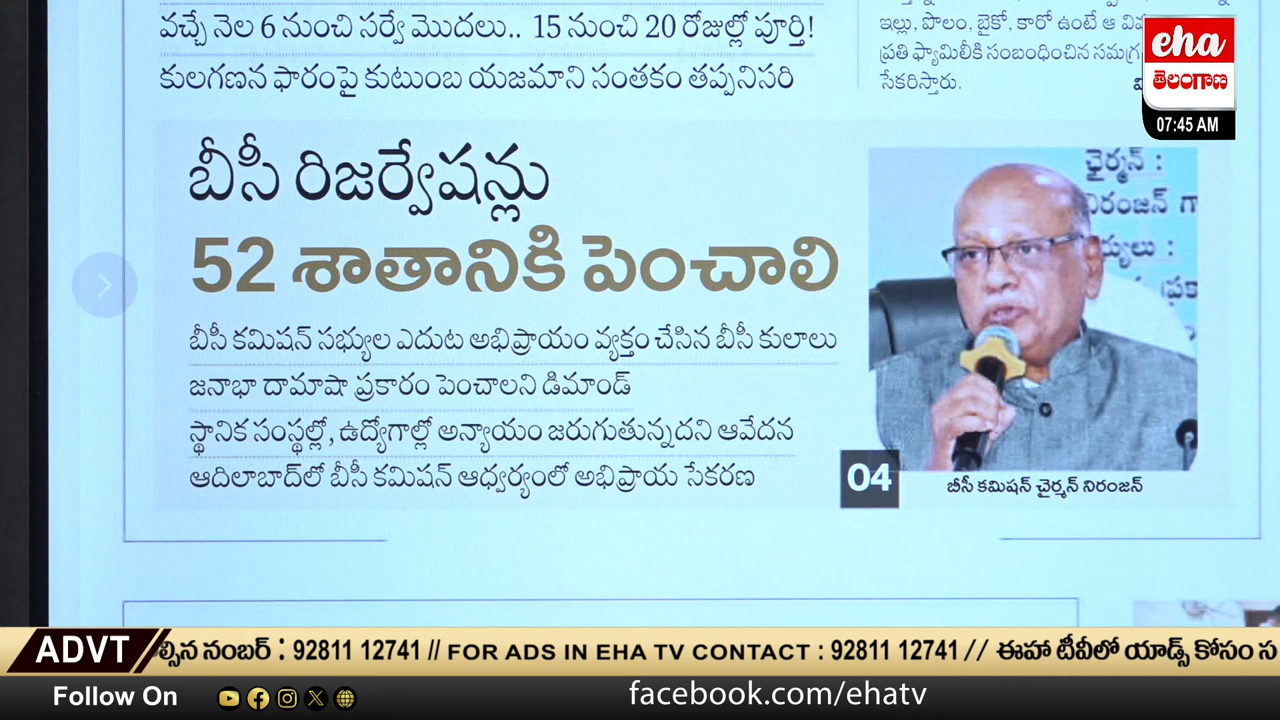 వచ్చే నెల 6 నుంచి సర్వే మొదలు.. 15 నుంచి 20 రోజుల్లో పూర్తి!
కులగణన ఫారంపై కుటుంబ యజమాని సంతకం తప్పనిసరి
ఇల్లు, పొలం, బైకో, కారో ఉంటే ఆ
ప్రతి ఫ్యామిలీకి సంబంధించిన సమగ్ర
సేకరిస్తారు.
eha
తెలంగాణ
07:45 AM
బీసీ రిజర్వేషన్లు
52 శాతానికి పెంచాలి
బీసీ కమిషన్ సభ్యుల ఎదుట అభిప్రాయం వ్యక్తం చేసిన బీసీ కులాలు
జనాభా దామాషా ప్రకారం పెంచాలని డిమాండ్
స్థానిక సంస్థల్లో, ఉద్యోగాల్లో అన్యాయం జరుగుతున్నదని ఆవేదన
ఆదిలాబాద్‌లో బీసీ కమిషన్ ఆధ్వర్యంలో అభిప్రాయ సేకరణ
ఛైర్మన్ :
నిరంజన్
04
బీసీ కమిషన్ చైర్మన్ నిరంజన్
ADVT
నంబర్ : 92811 12741 // FOR ADS IN EHA TV CONTACT : 92811 12741 // ఈహా టీవీలో యాడ్స్ కోసం
Follow On
facebook.com/ehatv